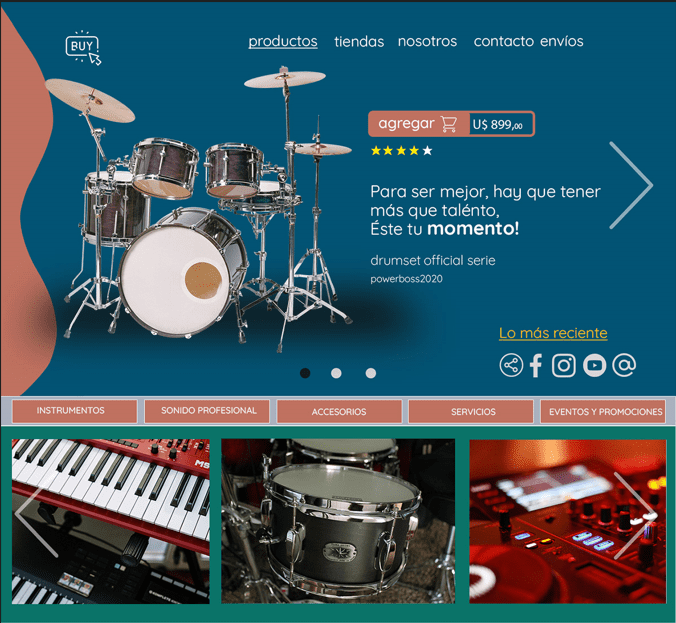 BUY
productos tiendas nosotros contacto envíos
agregar U$ 899,00
Para ser mejor, hay que tener
más que talénto,
Éste tu momento!
drumset official serie
powerboss2020
Lo más reciente
INSTRUMENTOS SONIDO PROFESIONAL ACCESORIOS SERVICIOS EVENTOS Y PROMOCIONES
MS